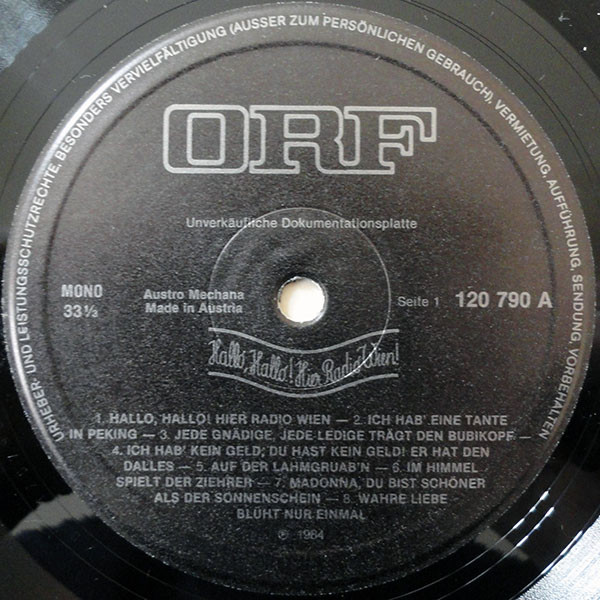 URHEBER- UND LEISTUNGSSCHUTZRECHTE, BESONDERS VERVIELFÄLTIGUNG (AUSSER ZUM PERSÖNLICHEN GEBRAUCH), VERMIETUNG, AUFFÜHRUNG, SENDUNG, VORBEHALTEN
ORF
Unverkäufliche Dokumentationsplatte
MONO
33⅓
Austro Mechana
Made in Austria
Seite 1 120 790 A
Hallo, Hallo! Hier Radio Wien!
1. HALLO, HALLO! HIER RADIO WIEN — 2. ICH HAB' EINE TANTE
IN PEKING — 3. JEDE GNÄDIGE, JEDE LEDIGE TRÄGT DEN BUBIKOPF —
4. ICH HAB' KEIN GELD, DU HAST KEIN GELD! ER HAT DEN
DALLES — 5. AUF DER LAHMGRUAB'N — 6. IM HIMMEL
SPIELT DER ZIEHRER — 7. MADONNA, DU BIST SCHÖNER
ALS DER SONNENSCHEIN — 8. WAHRE LIEBE
BLÜHT NUR EINMAL
℗ 1984